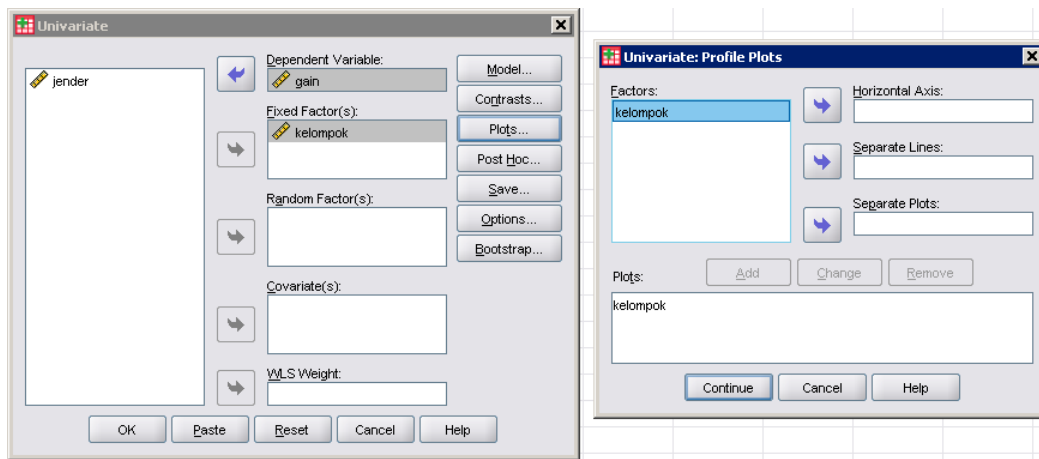 Univariate
jender
Dependent Variable:
gain
Fixed Factor(s):
kelompok
Random Factor(s):
Covariate(s):
WLS Weight:
Model...
Contrasts...
Plots...
Post Hoc...
Save...
Options...
Bootstrap...
OK
Paste
Reset
Cancel
Help
Univariate: Profile Plots
Factors:
kelompok
Horizontal Axis:
Separate Lines:
Separate Plots:
Plots:
Add
Change
Remove
kelompok
Continue
Cancel
Help